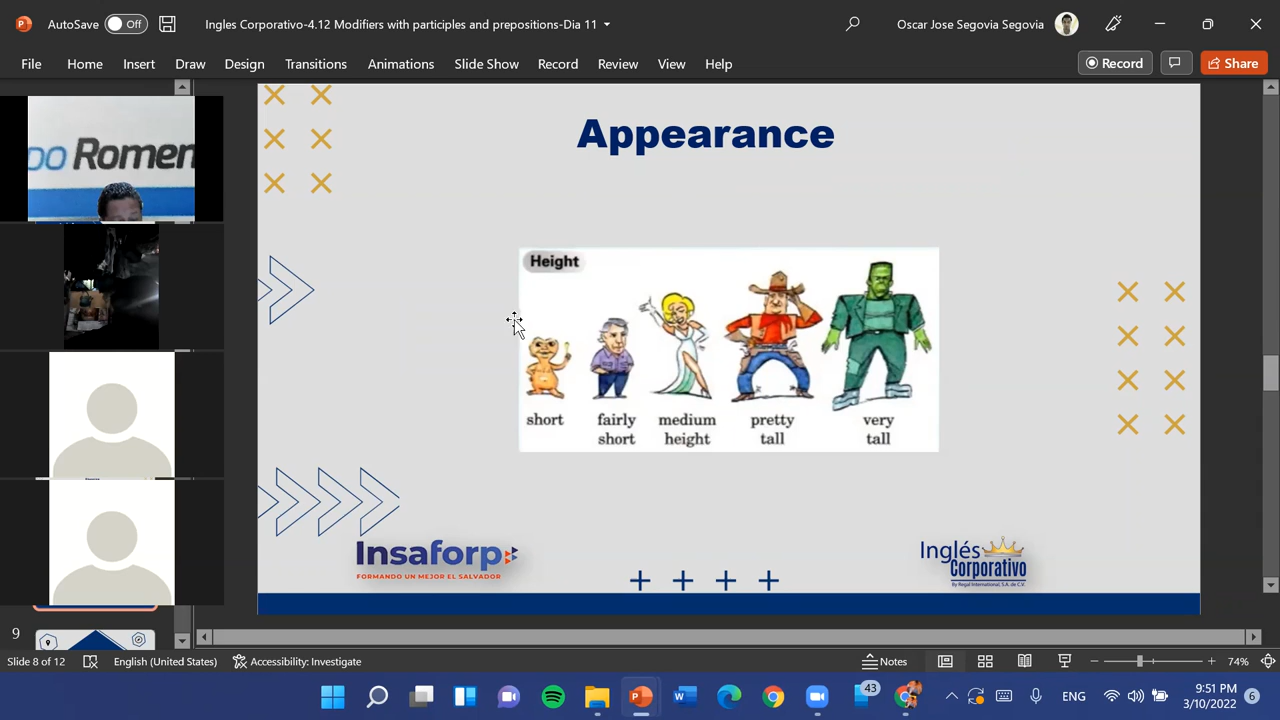 AutoSave Off Ingles Corporativo-4.12 Modifiers with participles and prepositions-Dia 11 Oscar Jose Segovia Segovia
File Home Insert Draw Design Transitions Animations Slide Show Record Review View Help Record Share
oo Romen
Appearance
Height
short fairly short medium height pretty tall very tall
Insaforp
FORMANDO UN MEJOR EL SALVADOR
Inglés
Corporativo
By Regal International, S.A. de C.V.
9
Slide 8 of 12 English (United States) Accessibility: Investigate Notes 74%
43 ENG 9:51 PM
3/10/2022 6